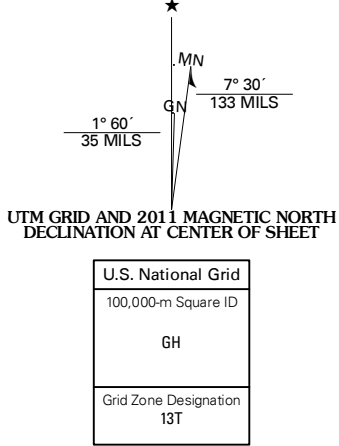 ★
MN
7° 30´
133 MILS
GN
1° 60´
35 MILS
UTM GRID AND 2011 MAGNETIC NORTH
DECLINATION AT CENTER OF SHEET
U.S. National Grid
100,000-m Square ID
GH
Grid Zone Designation
13T